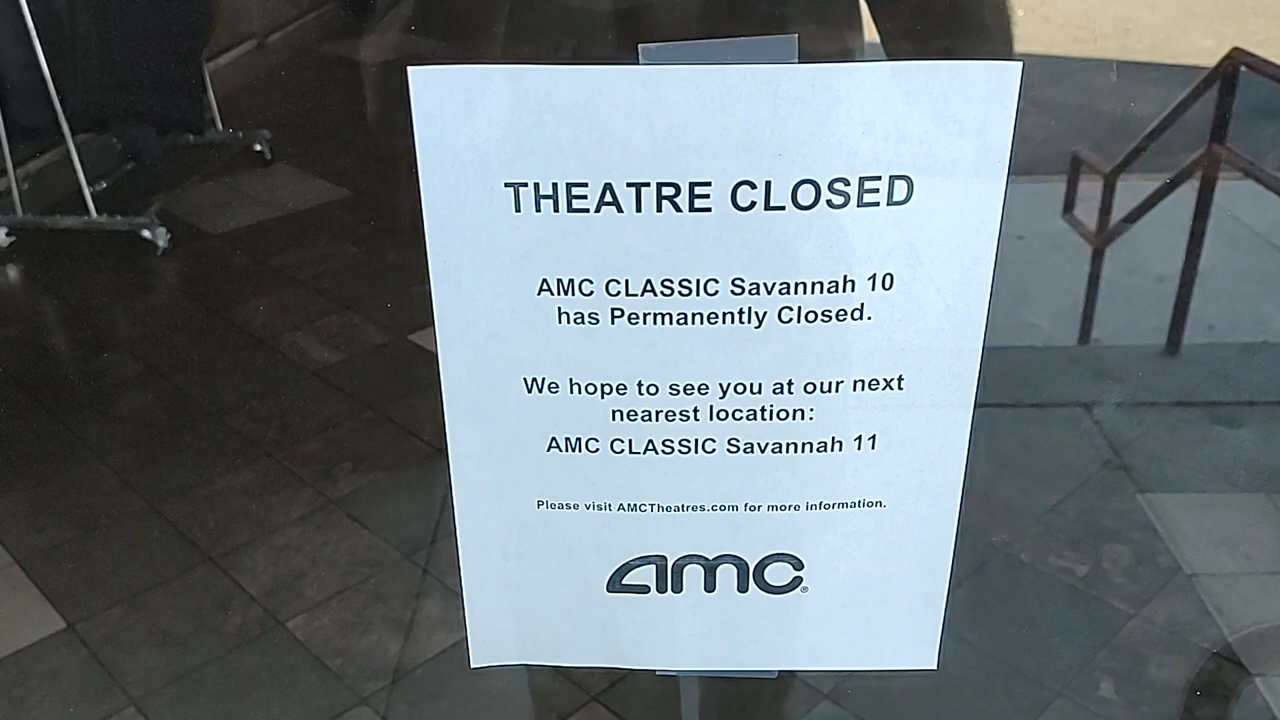 THEATRE CLOSED
AMC CLASSIC Savannah 10
has Permanently Closed.
We hope to see you at our next
nearest location:
AMC CLASSIC Savannah 11
Please visit AMCTheatres.com for more information.
amc®